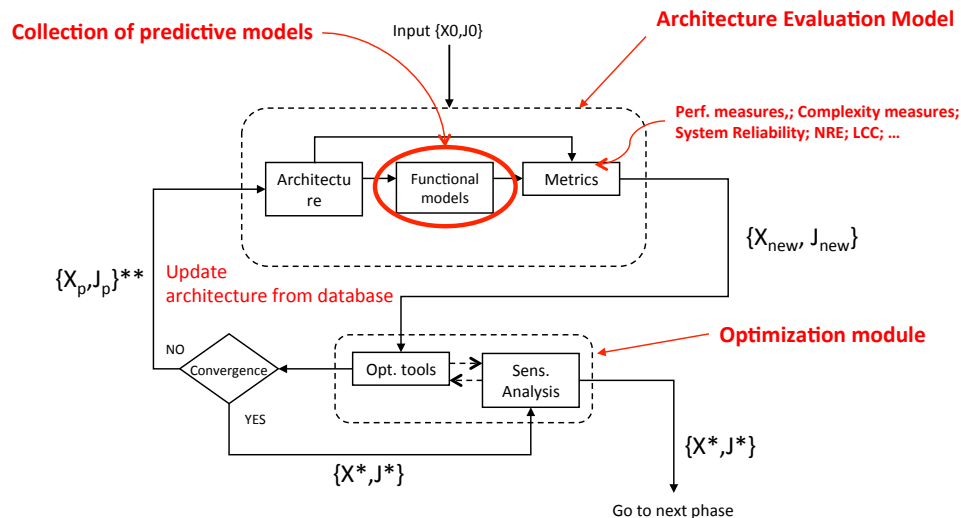 Architecture Evaluation Model
Collection of predictive models
Input {X0,J0}
Perf. measures,; Complexity measures;
System Reliability; NRE; LCC; ...
Architectu
re
Functional
models
Metrics
{Xnew, Jnew}
{Xp,Jp}**
Update
architecture from database
Optimization module
NO
Convergence
Opt. tools
Sens.
Analysis
YES
{X*,J*}
{X*,J*}
Go to next phase